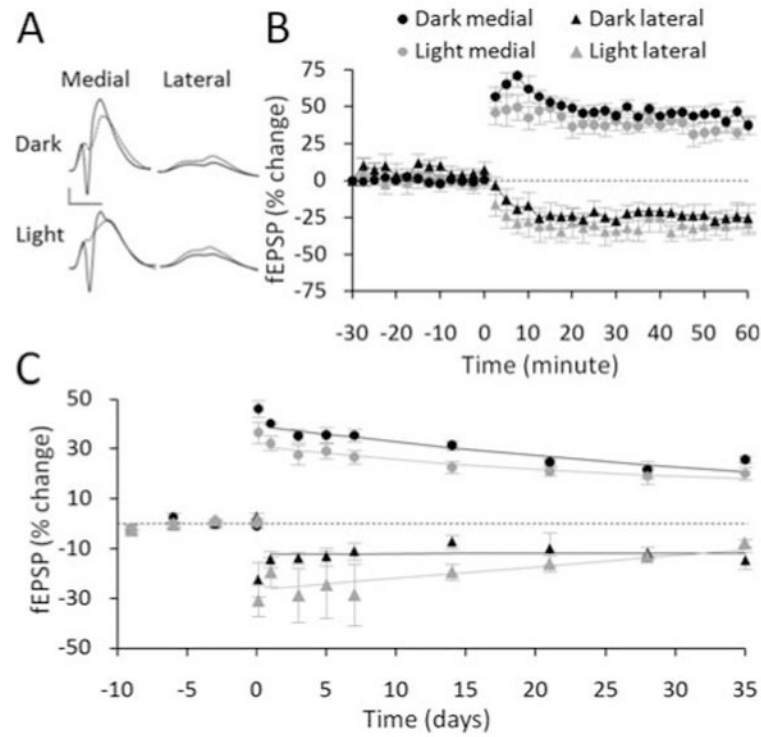 A
Medial Lateral
Dark
Light
B
Dark medial
Dark lateral
Light medial
Light lateral
fEPSP (% change)
75
50
25
0
-25
-50
-75
-30 -20 -10 0 10 20 30 40 50 60
Time (minute)
C
fEPSP (% change)
50
30
10
-10
-30
-50
-10 -5 0 5 10 15 20 25 30 35
Time (days)